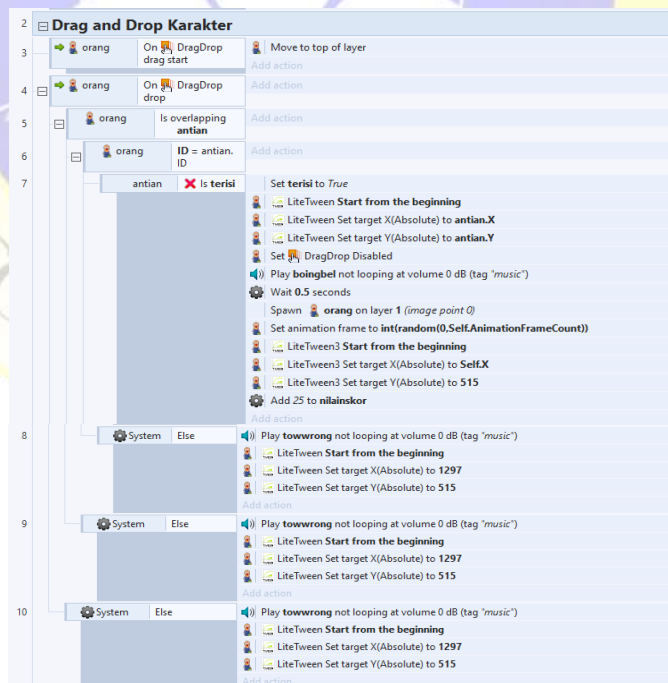 2 Drag and Drop Karakter
3 orang On DragDrop drag start Move to top of layer
Add action
4 orang On DragDrop drop Add action
5 orang Is overlapping antian Add action
6 orang ID = antian. ID Add action
7 antian Is terisi Set terisi to True
LiteTween Start from the beginning
LiteTween Set target X(Absolute) to antian.X
LiteTween Set target Y(Absolute) to antian.Y
Set DragDrop Disabled
Play boingbel not looping at volume 0 dB (tag "music")
Wait 0.5 seconds
Spawn orang on layer 1 (image point 0)
Set animation frame to int(random(0,Self.AnimationFrameCount))
LiteTween3 Start from the beginning
LiteTween3 Set target X(Absolute) to Self.X
LiteTween3 Set target Y(Absolute) to 515
Add 25 to nilainskor
Add action
8 System Else Play towwrong not looping at volume 0 dB (tag "music")
LiteTween Start from the beginning
LiteTween Set target X(Absolute) to 1297
LiteTween Set target Y(Absolute) to 515
Add action
9 System Else Play towwrong not looping at volume 0 dB (tag "music")
LiteTween Start from the beginning
LiteTween Set target X(Absolute) to 1297
LiteTween Set target Y(Absolute) to 515
Add action
10 System Else Play towwrong not looping at volume 0 dB (tag "music")
LiteTween Start from the beginning
LiteTween Set target X(Absolute) to 1297
LiteTween Set target Y(Absolute) to 515
Add action